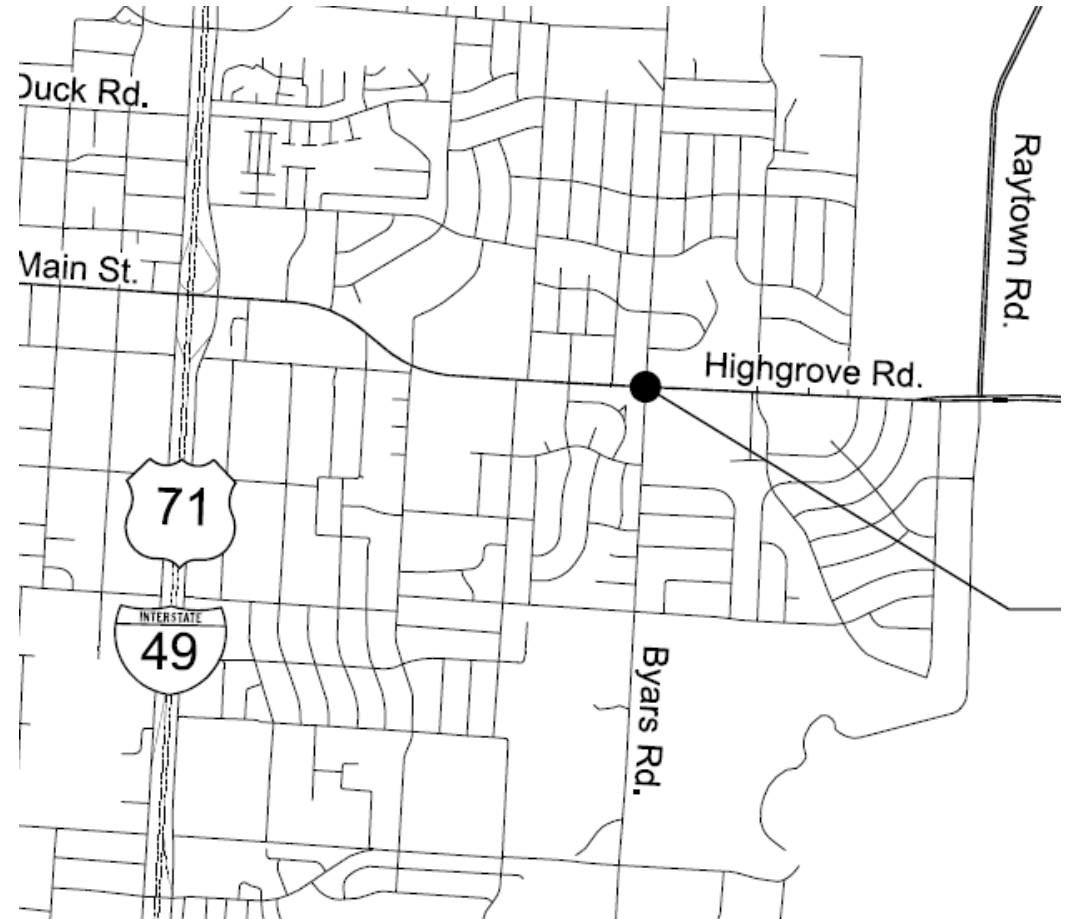 Duck Rd.
Raytown Rd.
Main St.
Highgrove Rd.
71
INTERSTATE
49
Byars Rd.